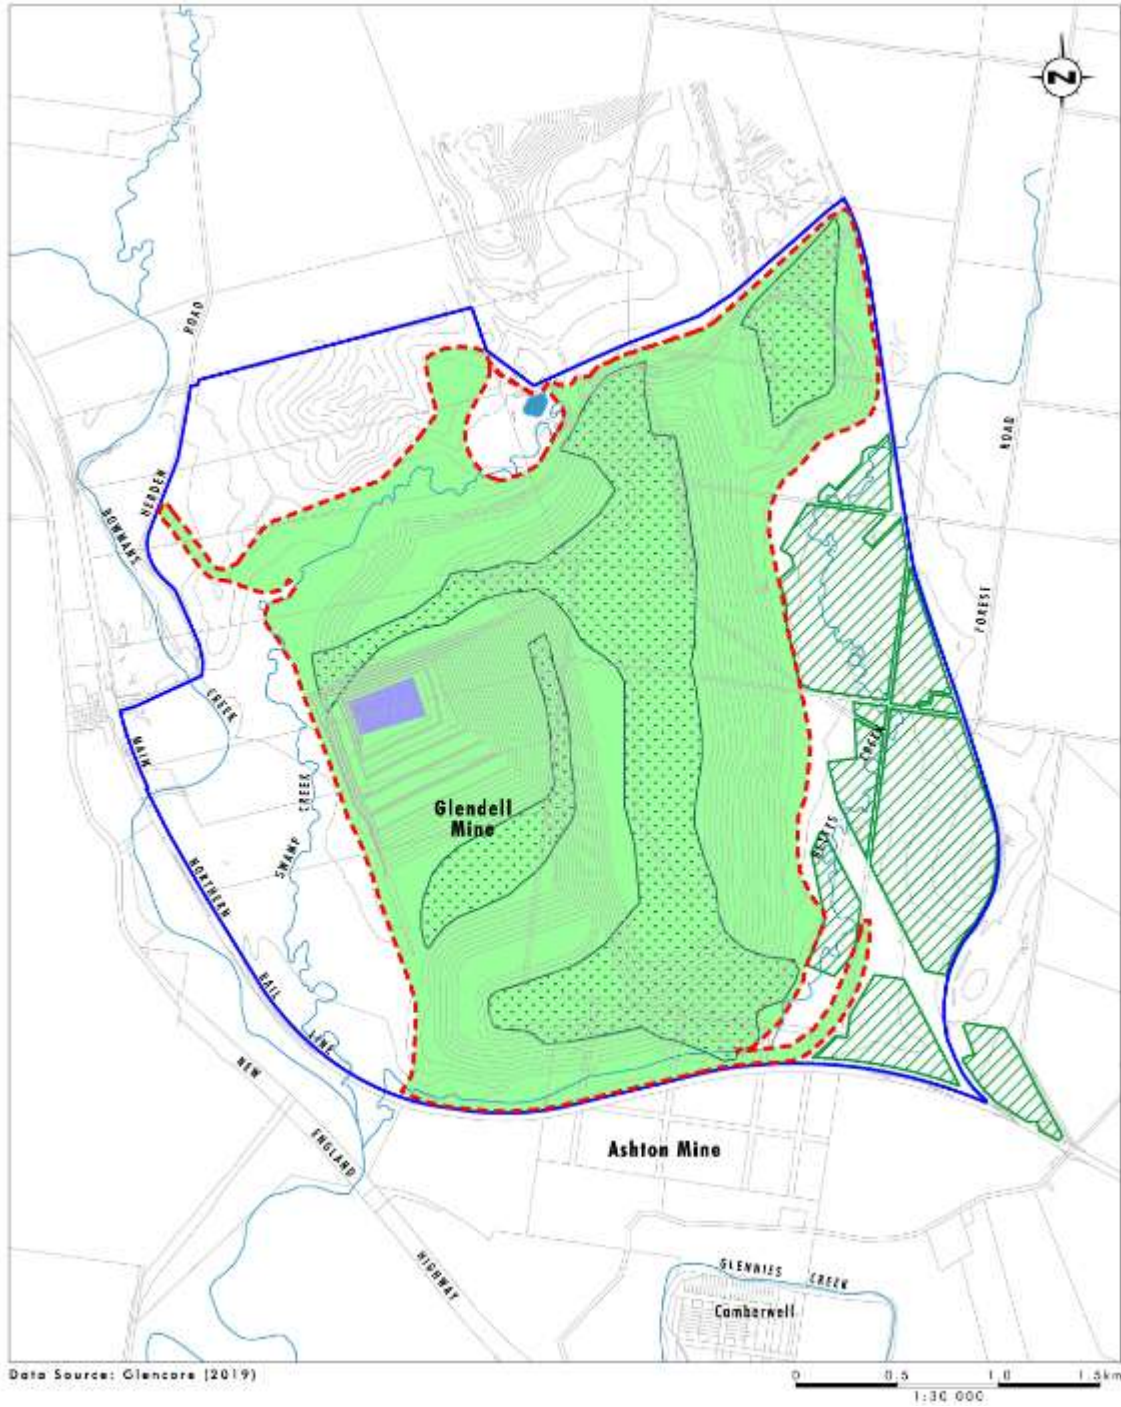 N
ROAD
HEBDEN
BOWMANS
ROAD
FOREST
CREEK
MAIN
CREEK
SWAMP
CREEK
BETTYS
Glendell
Mine
NORTHERN
RAIL
LINE
NEW
ENGLAND
HIGHWAY
Ashton Mine
GLENNIES CREEK
Camberwell
Data Source: Glencore (2019)
0 0.5 1.0 1.5km
1:30 000